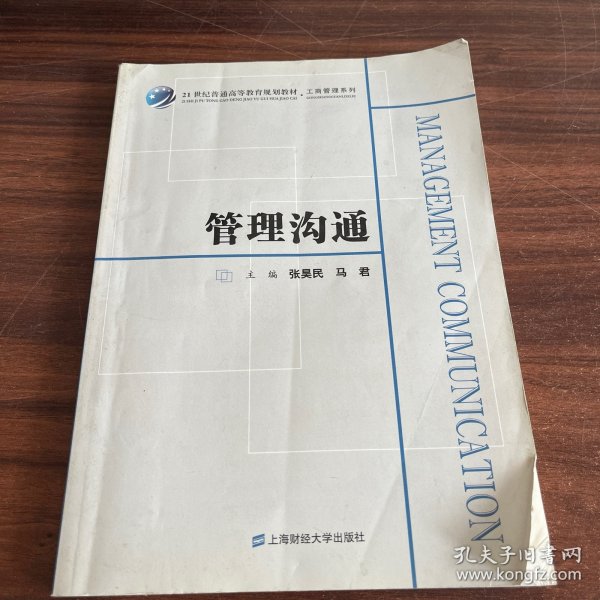 21世纪普通高等教育规划教材·工商管理系列
管理沟通
主编 张昊民 马君
MANAGEMENT COMMUNICATION
上海财经大学出版社
孔夫子旧书网
www.kongfz.com